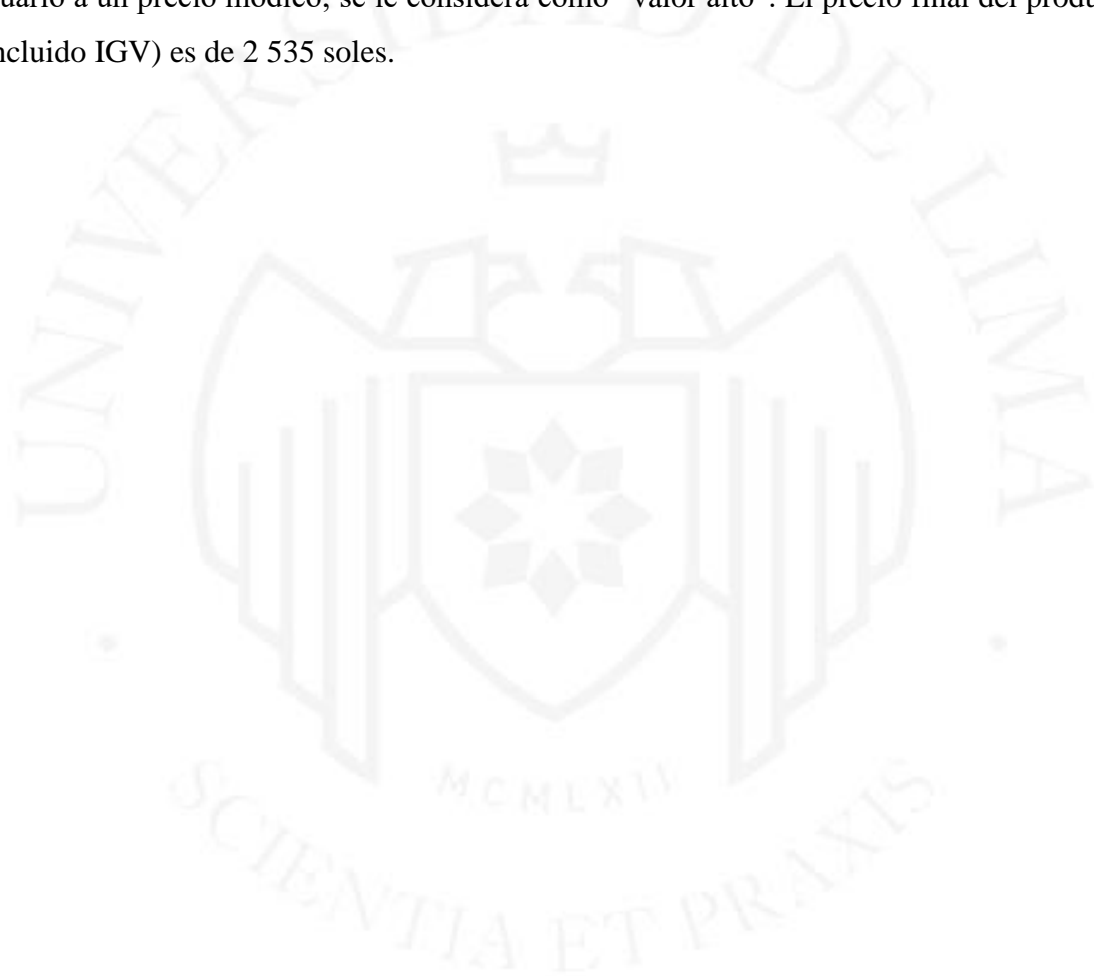 uario a un precio módico, se le considera como "valor alto". El precio final del produ
ncluido IGV) es de 2 535 soles.
UNIVERSIDAD DE LIMA
MCMLXII
SCIENTIA ET PRAXIS